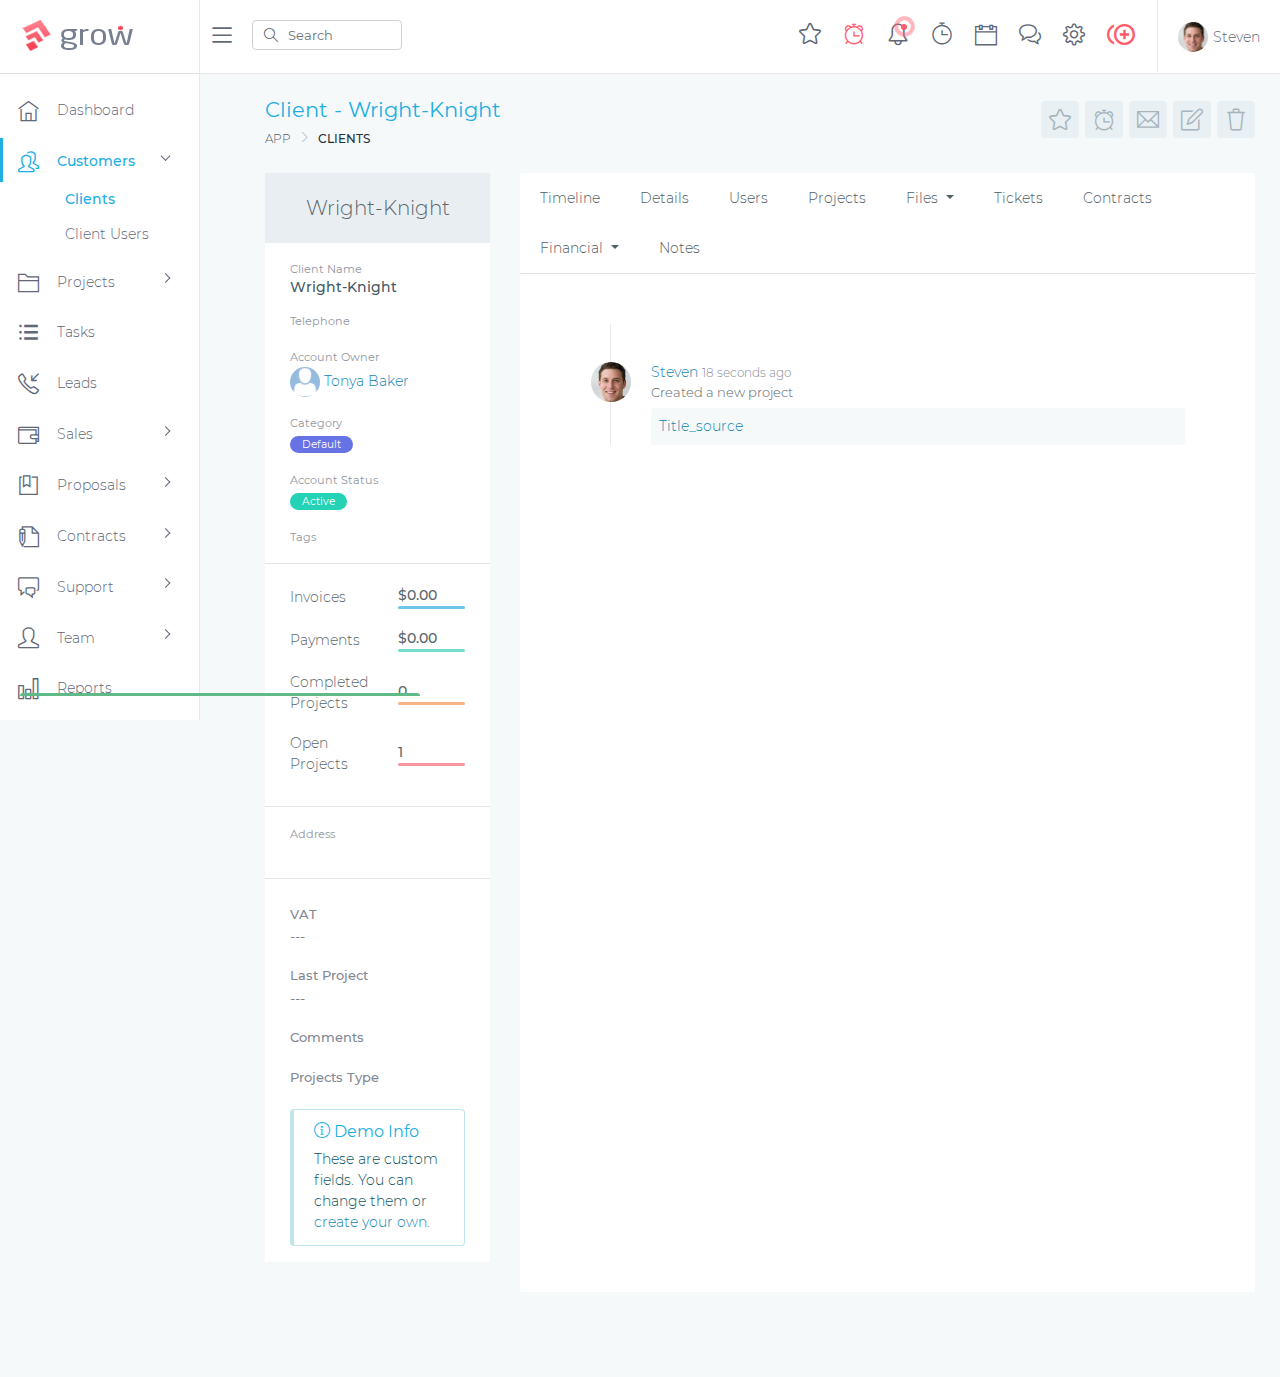 grow
Search
Steven
Dashboard
Customers
Clients
Client Users
Projects
Tasks
Leads
Sales
Proposals
Contracts
Support
Team
Reports
Client - Wright-Knight
APP
CLIENTS
Wright-Knight
Client Name
Wright-Knight
Telephone
Account Owner
Tonya Baker
Category
Default
Account Status
Active
Tags
Invoices
$0.00
Payments
$0.00
Completed
Projects
0
Open
Projects
1
Address
VAT
---
Last Project
---
Comments
Projects Type
Demo Info
These are custom
fields. You can
change them or
create your own.
Timeline
Details
Users
Projects
Files
Tickets
Contracts
Financial
Notes
Steven 18 seconds ago
Created a new project
Title_source